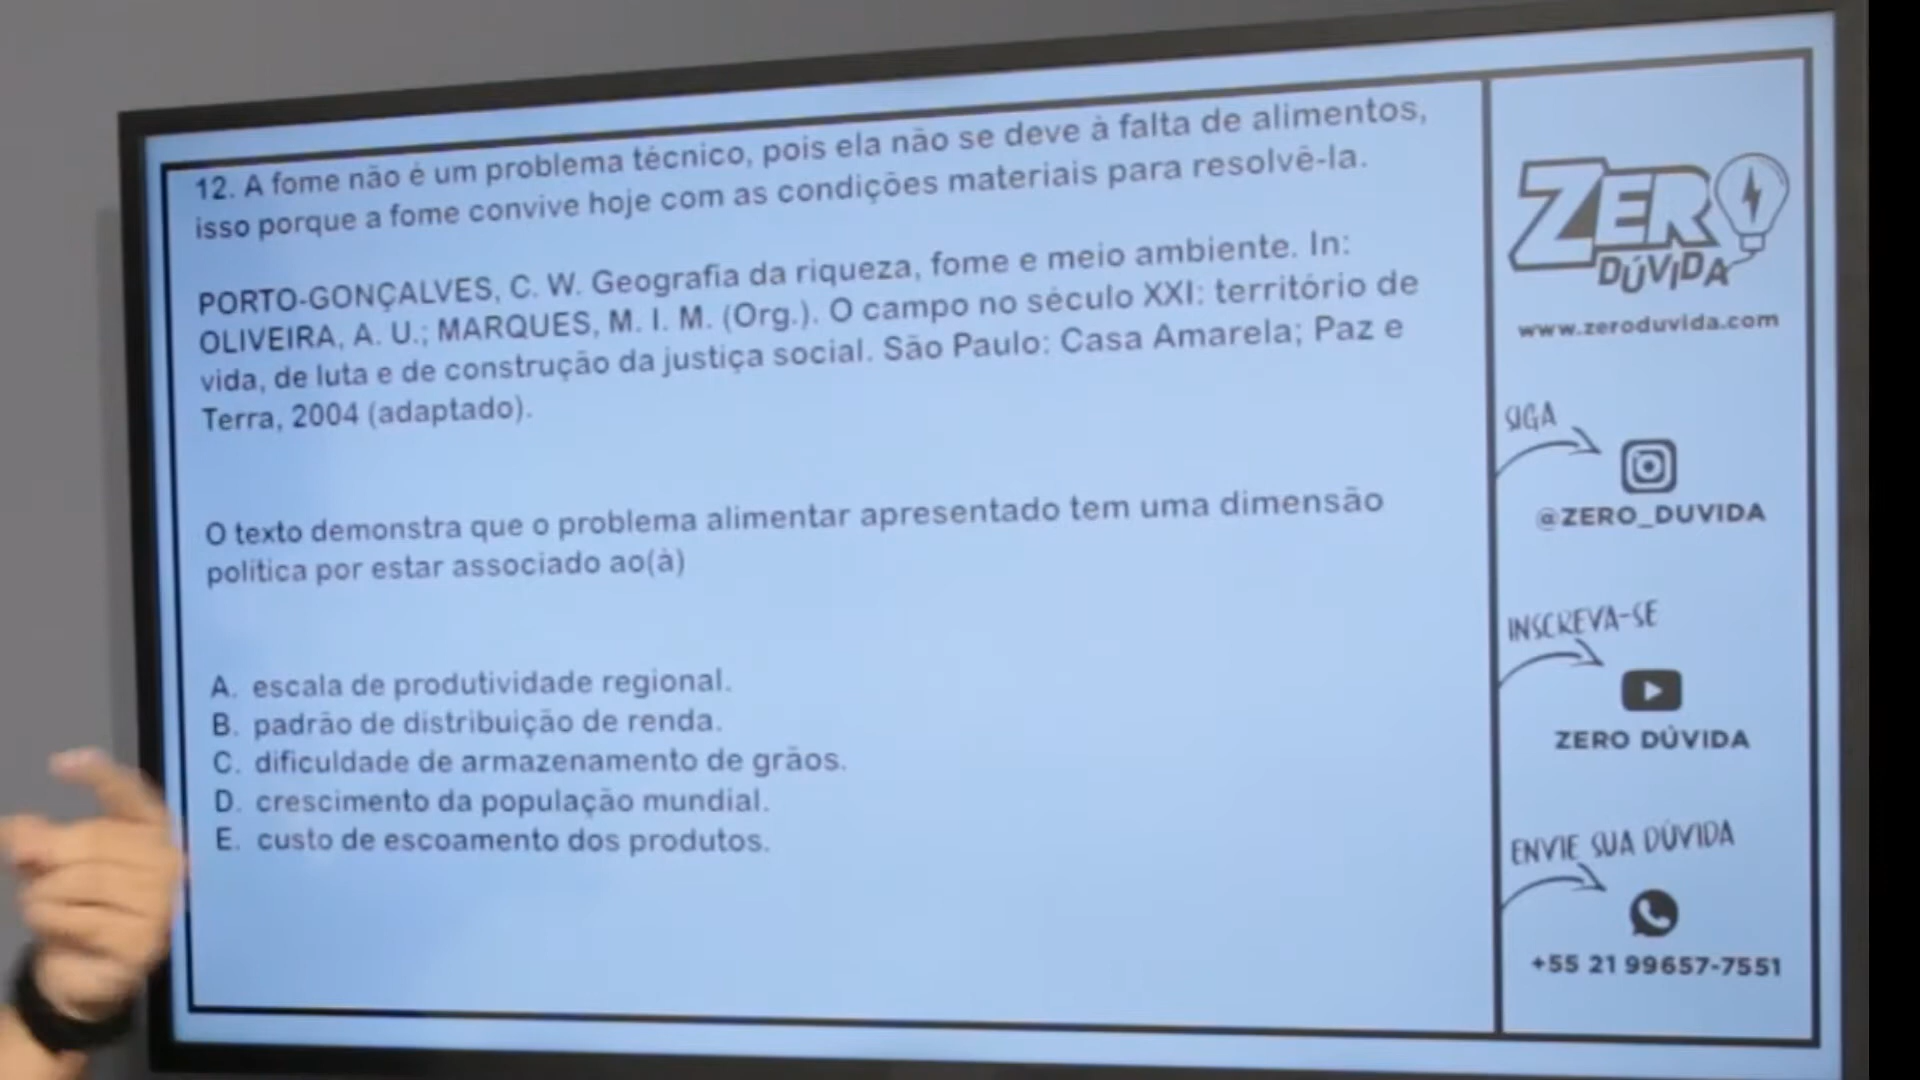 12. A fome não é um problema técnico, pois ela não se deve à falta de alimentos,
isso porque a fome convive hoje com as condições materiais para resolvê-la.
PORTO-GONÇALVES, C. W. Geografia da riqueza, fome e meio ambiente. In:
OLIVEIRA, A. U.; MARQUES, M. I. M. (Org.). O campo no século XXI: território de
vida, de luta e de construção da justiça social. São Paulo: Casa Amarela; Paz e
Terra, 2004 (adaptado).
O texto demonstra que o problema alimentar apresentado tem uma dimensão
política por estar associado ao(à)
A. escala de produtividade regional.
B. padrão de distribuição de renda.
C. dificuldade de armazenamento de grãos.
D. crescimento da população mundial.
E. custo de escoamento dos produtos.
ZERO
DÚVIDA
www.zeroduvida.com
SIGA
@ZERO_DUVIDA
INSCREVA-SE
ZERO DÚVIDA
ENVIE SUA DÚVIDA
+55 21 99657-7551